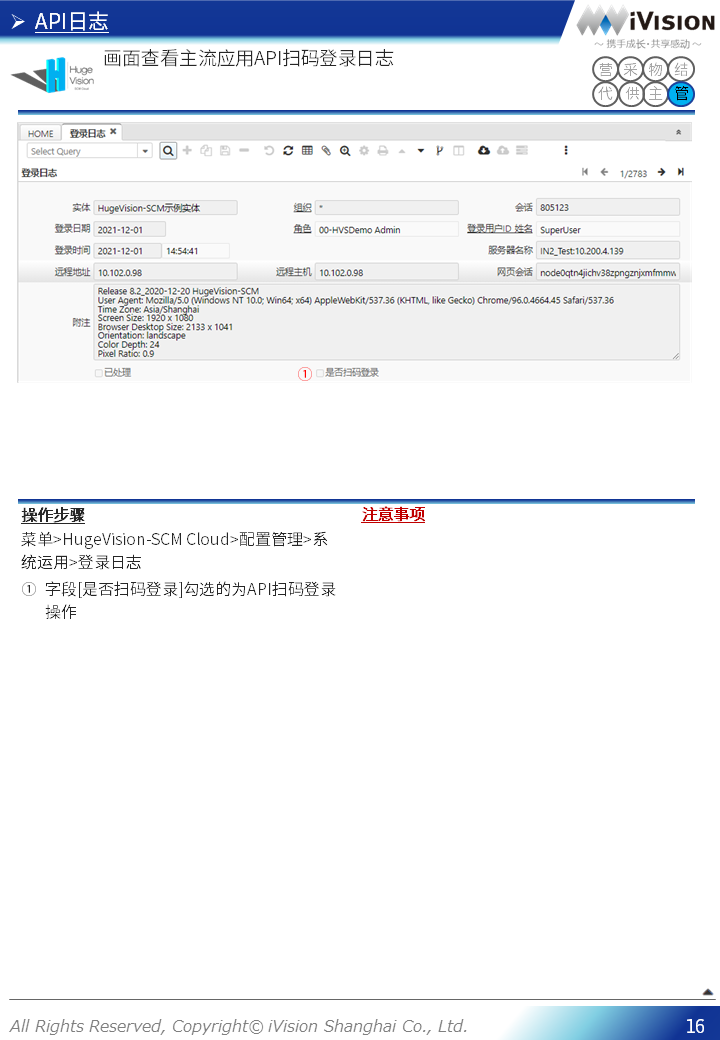 API日志
iVision
～ 携手成长·共享感动 ～
Huge
Vision
SCM Cloud
画面查看主流应用API扫码登录日志
营 采 物 结
代 供 主 管
HOME 登录日志
Select Query
登录日志 1/2783
实体 HugeVision-SCM示例实体 组织 * 会话 805123
登录日期 2021-12-01 角色 00-HVSDemo Admin 登录用户ID_姓名 SuperUser
登录时间 2021-12-01 14:54:41 服务器名称 IN2_Test:10.200.4.139
远程地址 10.102.0.98 远程主机 10.102.0.98 网页会话 node0qtn4jichv38zpngznjxmfmmw
附注
Release 8.2_2020-12-20 HugeVision-SCM
User Agent: Mozilla/5.0 (Windows NT 10.0; Win64; x64) AppleWebKit/537.36 (KHTML, like Gecko) Chrome/96.0.4664.45 Safari/537.36
Time Zone: Asia/Shanghai
Screen Size: 1920 x 1080
Browser Desktop Size: 2133 x 1041
Orientation: landscape
Color Depth: 24
Pixel Ratio: 0.9
已处理 ① 是否扫码登录
操作步骤
菜单>HugeVision-SCM Cloud>配置管理>系
统运用>登录日志
① 字段[是否扫码登录]勾选的为API扫码登录
操作
注意事项
All Rights Reserved, Copyright© iVision Shanghai Co., Ltd.
16